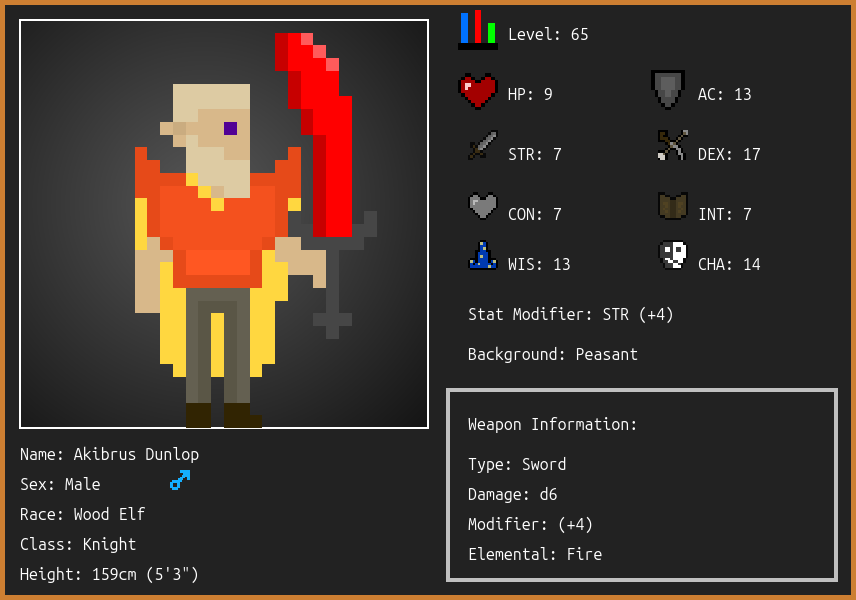 Level: 65
HP: 9
AC: 13
STR: 7
DEX: 17
CON: 7
INT: 7
WIS: 13
CHA: 14
Stat Modifier: STR (+4)
Background: Peasant
Weapon Information:
Type: Sword
Damage: d6
Modifier: (+4)
Elemental: Fire
Name: Akibrus Dunlop
Sex: Male
Race: Wood Elf
Class: Knight
Height: 159cm (5'3")